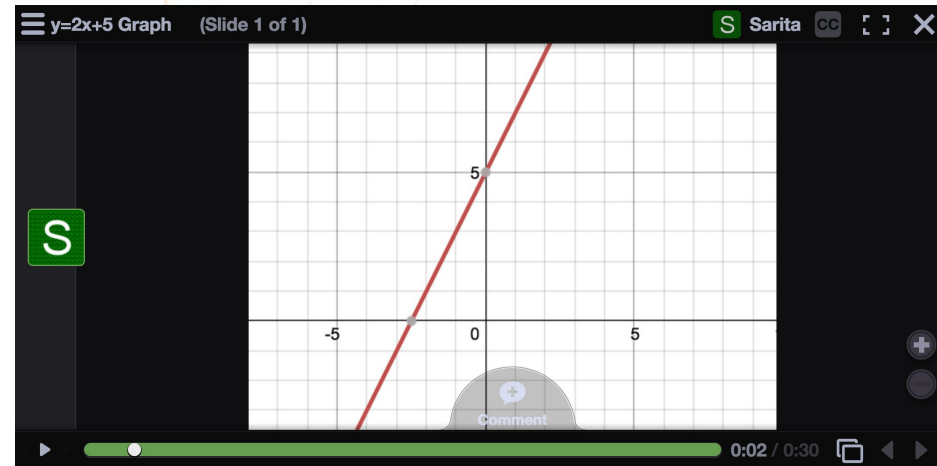 y=2x+5 Graph (Slide 1 of 1) S Sarita CC
5
S
-5 0 5
Comment
0:02 / 0:30